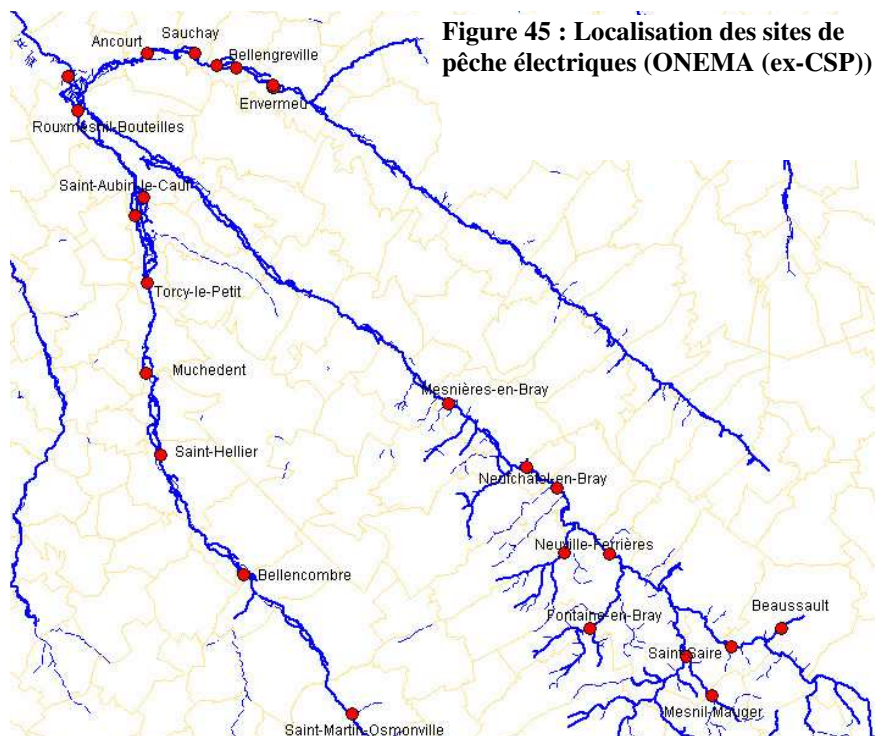 Figure 45 : Localisation des sites de
pêche électriques (ONEMA (ex-CSP))
Ancourt
Sauchay
Bellengreville
Envermeu
Rouxmesnil-Bouteilles
Saint-Aubin-le-Cauf
Torcy-le-Petit
Muchedent
Mesnières-en-Bray
Saint-Hellier
Neufchâtel-en-Bray
Neuville-Ferrières
Bellencombre
Fontaine-en-Bray
Beaussault
Saint-Saire
Mesnil-Mauger
Saint-Martin-Osmonville